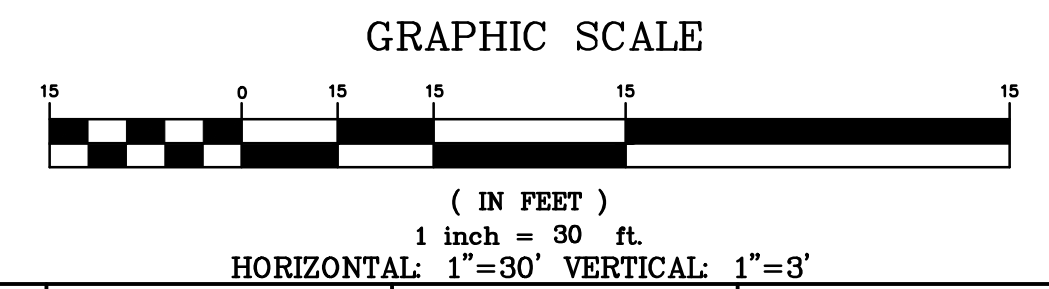 GRAPHIC SCALE
15 0 15 15 15 15
( IN FEET )
1 inch = 30 ft.
HORIZONTAL: 1"=30' VERTICAL: 1"=3'